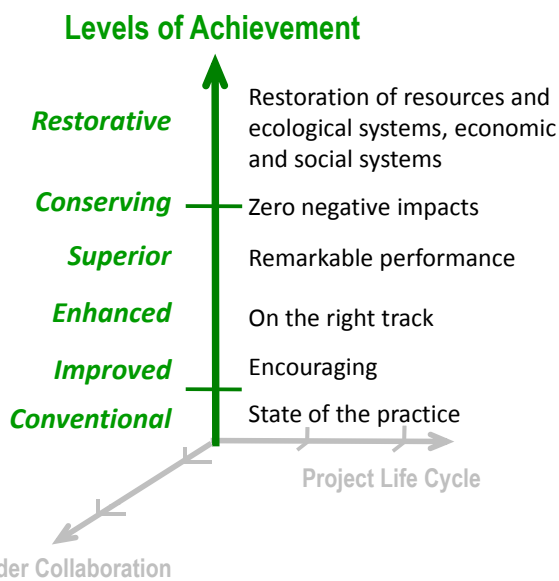 Levels of Achievement
Restorative
Restoration of resources and
ecological systems, economic
and social systems
Conserving
Zero negative impacts
Superior
Remarkable performance
Enhanced
On the right track
Improved
Encouraging
Conventional
State of the practice
Project Life Cycle
Collaboration